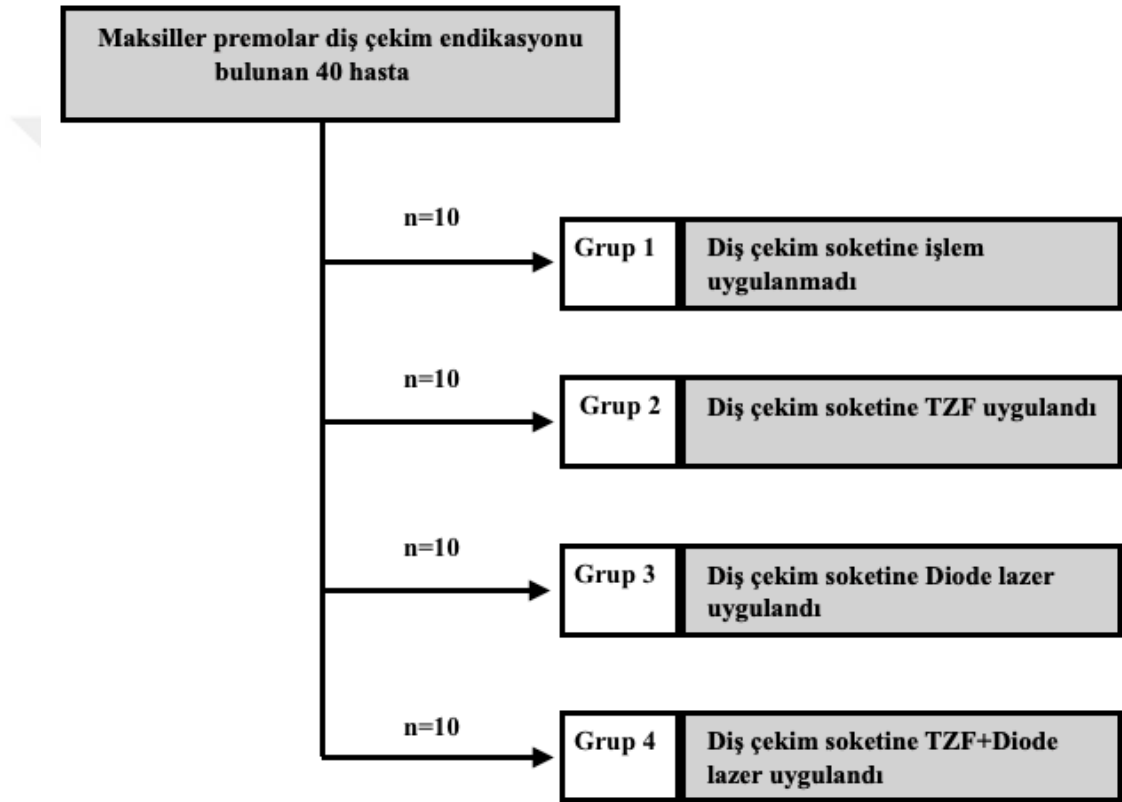 Maksiller premolar diş çekim endikasyonu
bulunan 40 hasta
n=10
Grup 1
Diş çekim soketine işlem
uygulanmadı
n=10
Grup 2
Diş çekim soketine TZF uygulandı
n=10
Grup 3
Diş çekim soketine Diode lazer
uygulandı
n=10
Grup 4
Diş çekim soketine TZF+Diode
lazer uygulandı